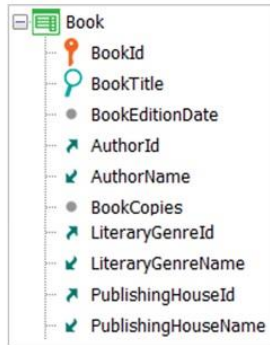 Book
BookId
BookTitle
BookEditionDate
AuthorId
AuthorName
BookCopies
LiteraryGenreId
LiteraryGenreName
PublishingHouseId
PublishingHouseName